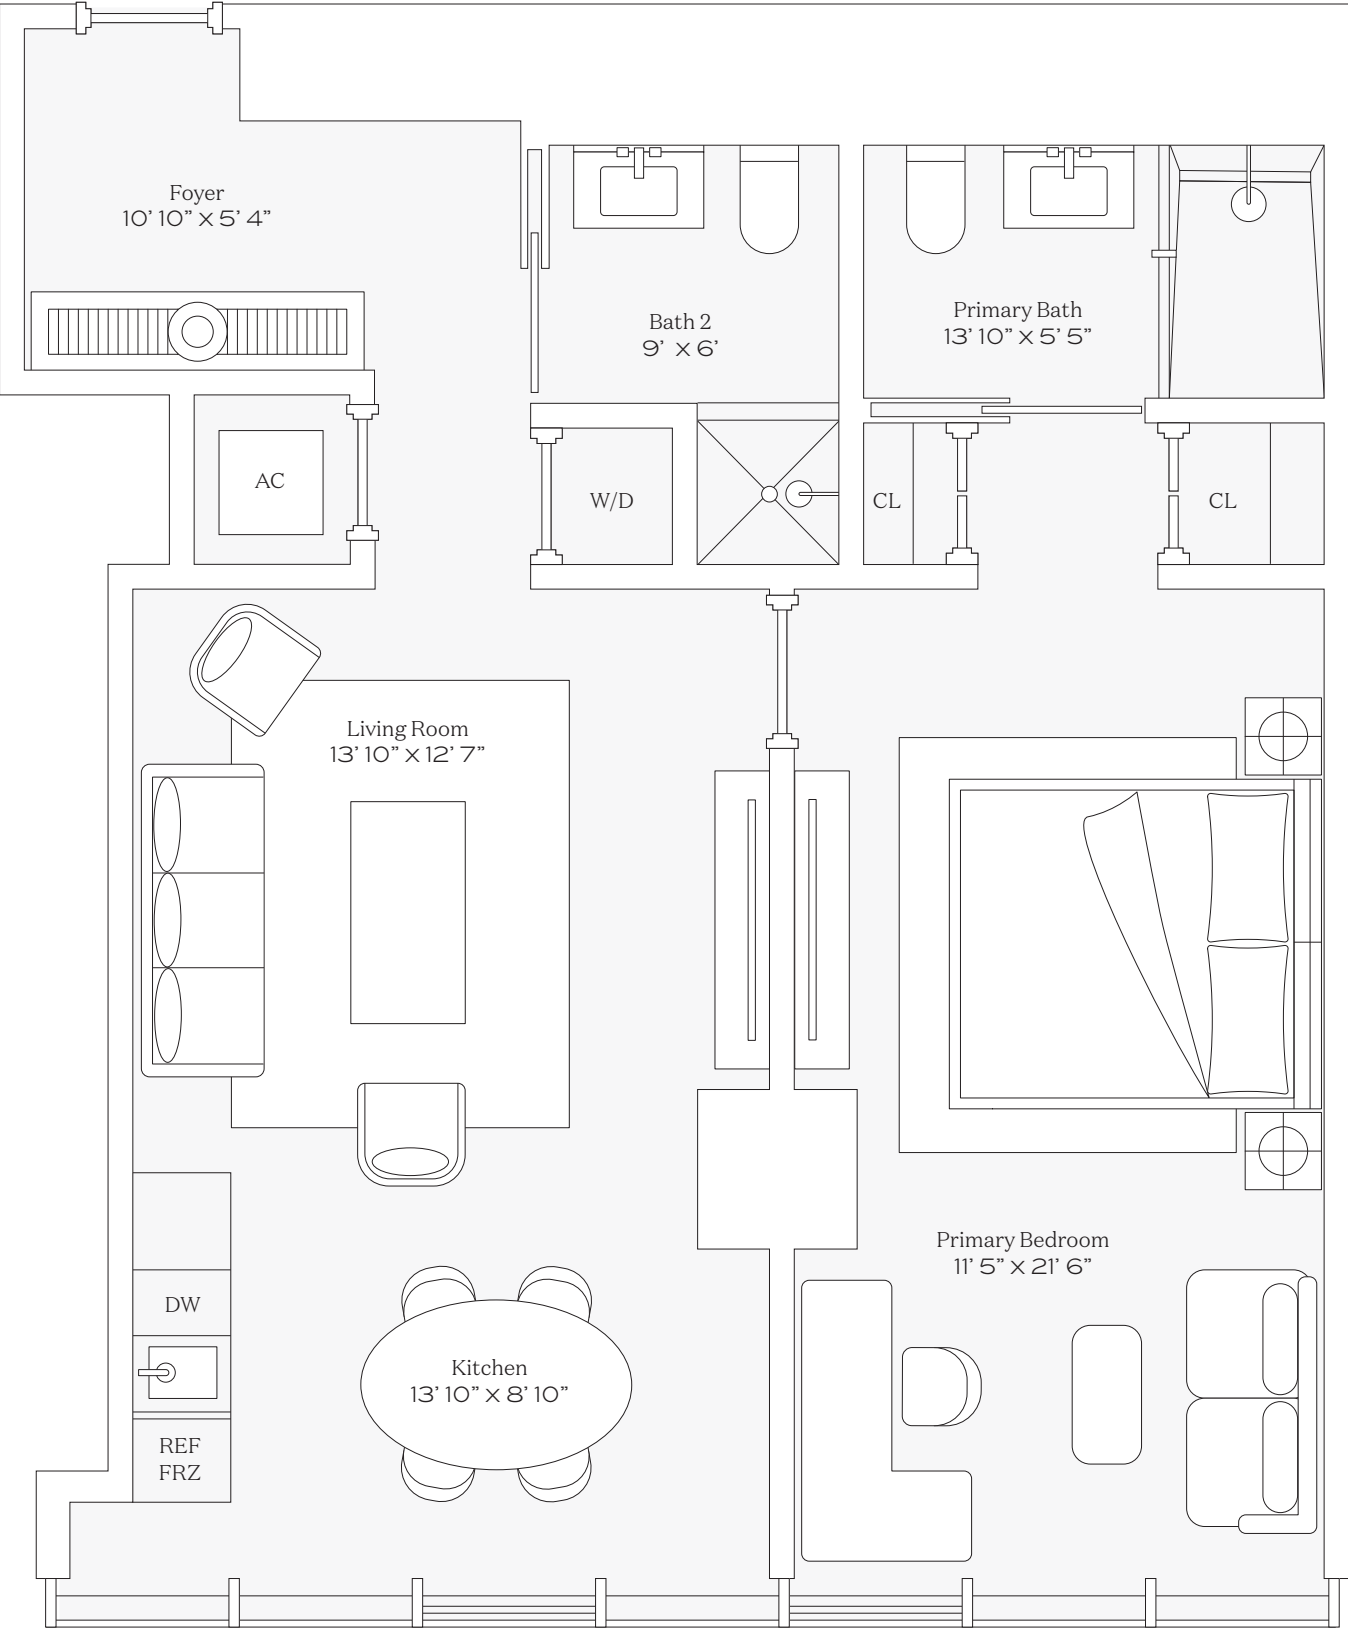 Foyer
10’ 10” X 5’ 4”
Bath 2
9’ X 6’
Primary Bath
13’ 10” X 5’ 5”
AC
W/D
CL
CL
Living Room
13’ 10” X 12’ 7”
Primary Bedroom
11’ 5” X 21’ 6”
DW
Kitchen
13’ 10” X 8’ 10”
REF
FRZ